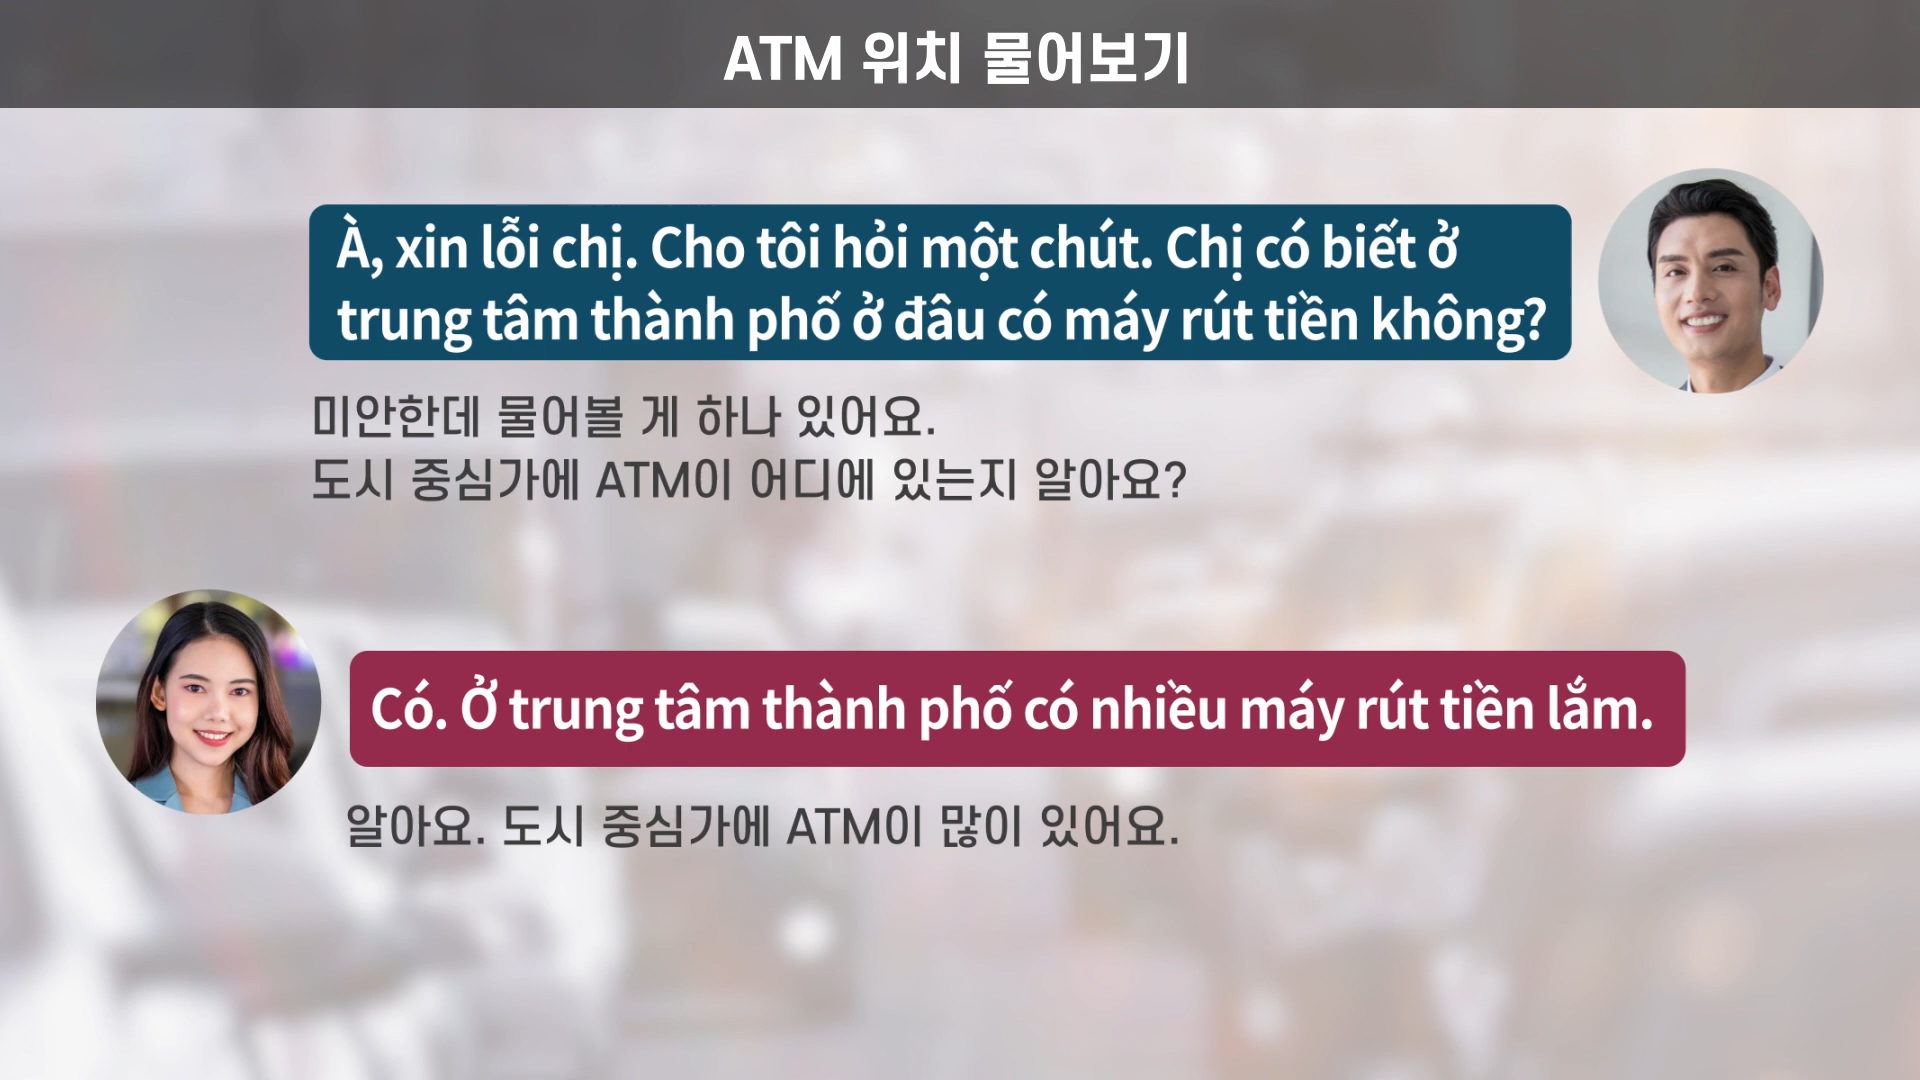 ATM 위치 물어보기
À, xin lỗi chị. Cho tôi hỏi một chút. Chị có biết ở
trung tâm thành phố ở đâu có máy rút tiền không?
미안한데 물어볼 게 하나 있어요.
도시 중심가에 ATM이 어디에 있는지 알아요?
Có. Ở trung tâm thành phố có nhiều máy rút tiền lắm.
알아요. 도시 중심가에 ATM이 많이 있어요.